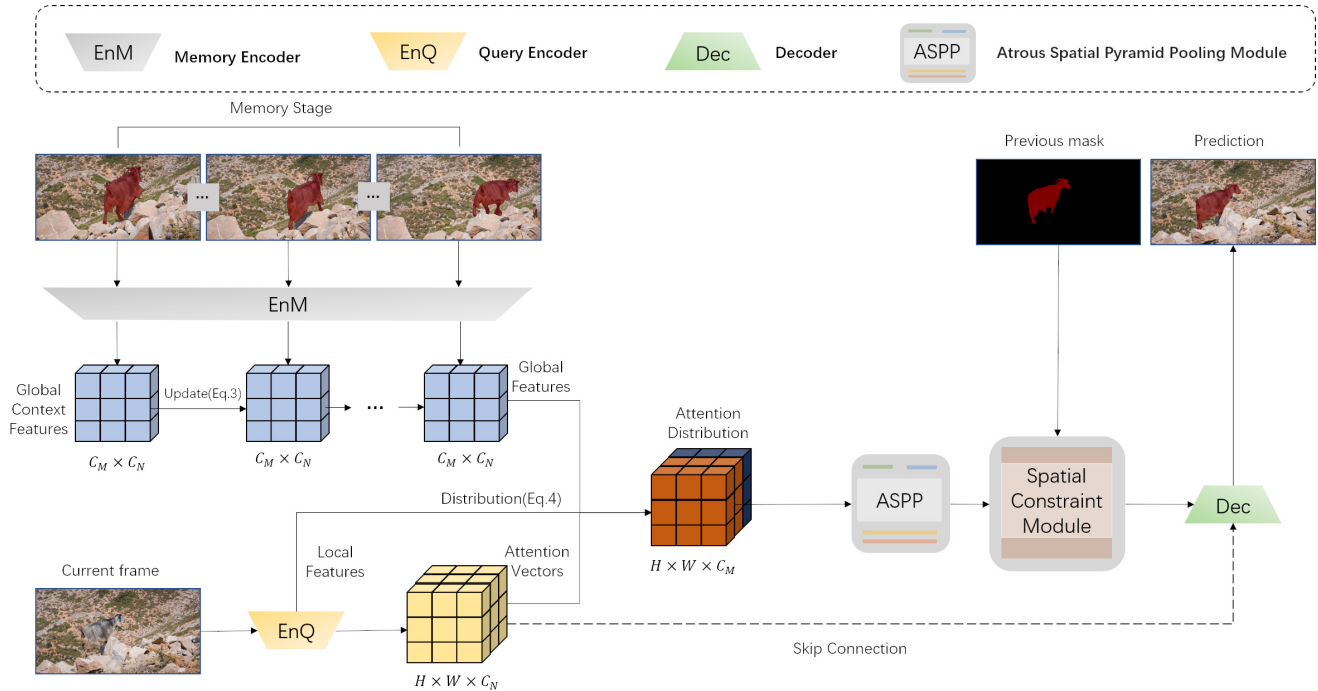 EnM
Memory Encoder
EnQ
Query Encoder
Dec
Decoder
ASPP
Atrous Spatial Pyramid Pooling Module
Memory Stage
...
...
Previous mask
Prediction
EnM
Global
Context
Features
Update(Eq.3)
...
Global
Features
C_M × C_N
C_M × C_N
C_M × C_N
Attention
Distribution
Distribution(Eq.4)
ASPP
Spatial
Constraint
Module
Dec
Local
Features
Attention
Vectors
H × W × C_M
Current frame
EnQ
Skip Connection
H × W × C_N